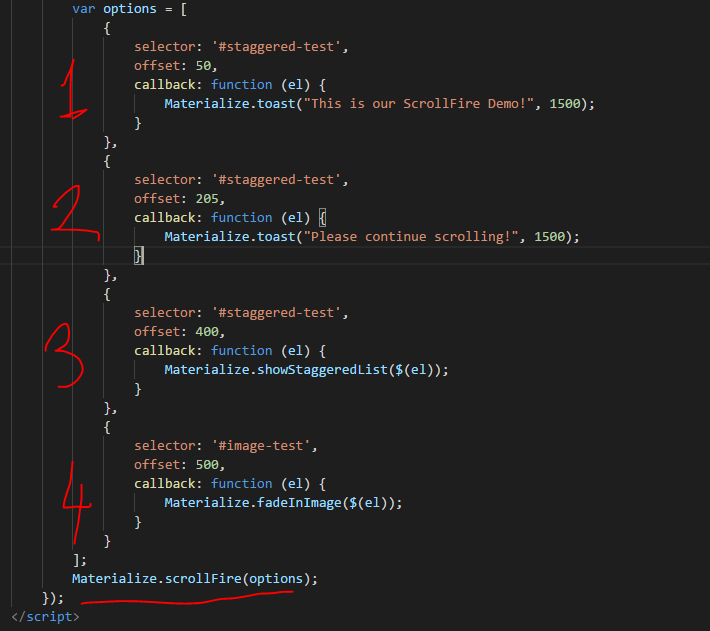 var options = [
{
selector: '#staggered-test',
offset: 50,
1
callback: function (el) {
Materialize.toast("This is our ScrollFire Demo!", 1500);
}
},
{
selector: '#staggered-test',
offset: 205,
2
callback: function (el) {
Materialize.toast("Please continue scrolling!", 1500);
}
},
{
selector: '#staggered-test',
offset: 400,
3
callback: function (el) {
Materialize.showStaggeredList($(el));
}
},
{
selector: '#image-test',
offset: 500,
callback: function (el) {
4
Materialize.fadeInImage($(el));
}
}
];
Materialize.scrollFire(options);
});
</script>